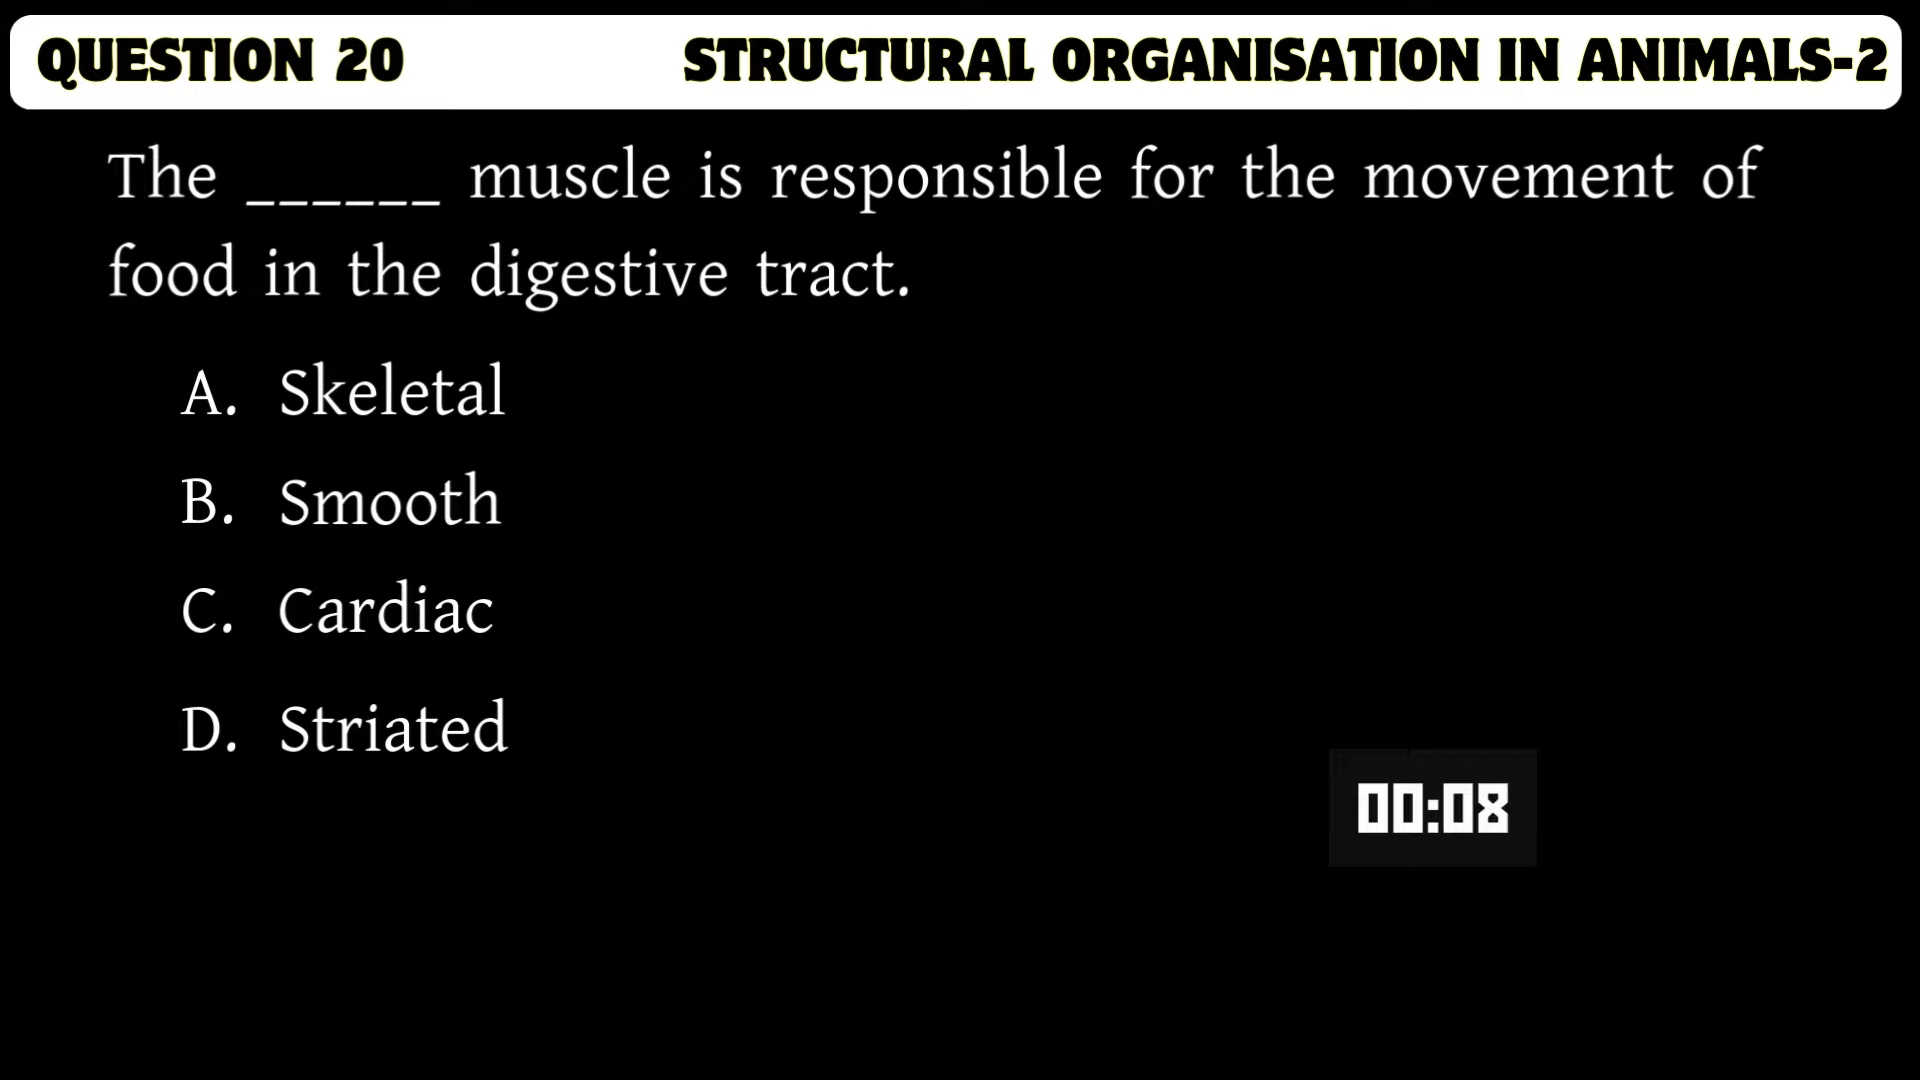 QUESTION 20 STRUCTURAL ORGANISATION IN ANIMALS-2
The ______ muscle is responsible for the movement of
food in the digestive tract.
A. Skeletal
B. Smooth
C. Cardiac
D. Striated
00:08